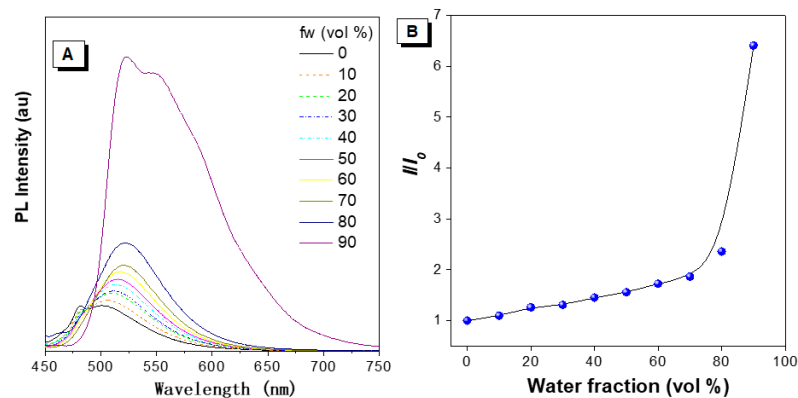 A
fw (vol %)
0
10
20
30
40
50
60
70
80
90
PL Intensity (au)
450 500 550 600 650 700 750
Wavelength (nm)
B
7
6
5
4
3
2
1
I/I0
0 20 40 60 80 100
Water fraction (vol %)